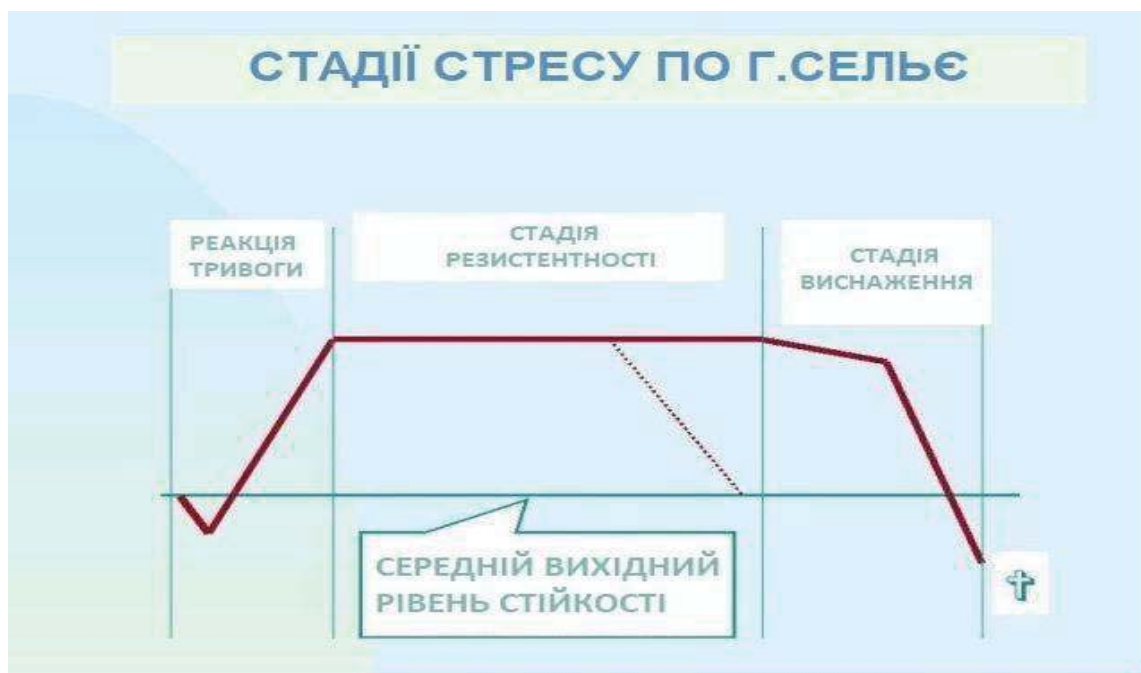 СТАДІЇ СТРЕСУ ПО Г.СЕЛЬЄ
РЕАКЦІЯ
ТРИВОГИ
СТАДІЯ
РЕЗИСТЕНТНОСТІ
СТАДІЯ
ВИСНАЖЕННЯ
СЕРЕДНІЙ ВИХІДНИЙ
РІВЕНЬ СТІЙКОСТІ